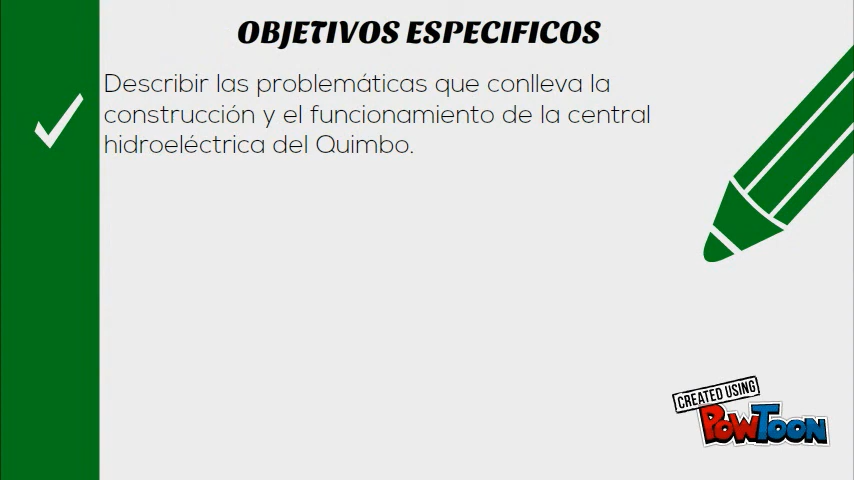 OBJETIVOS ESPECIFICOS
Describir las problemáticas que conlleva la
construcción y el funcionamiento de la central
hidroeléctrica del Quimbo.
CREATED USING
POWTOON